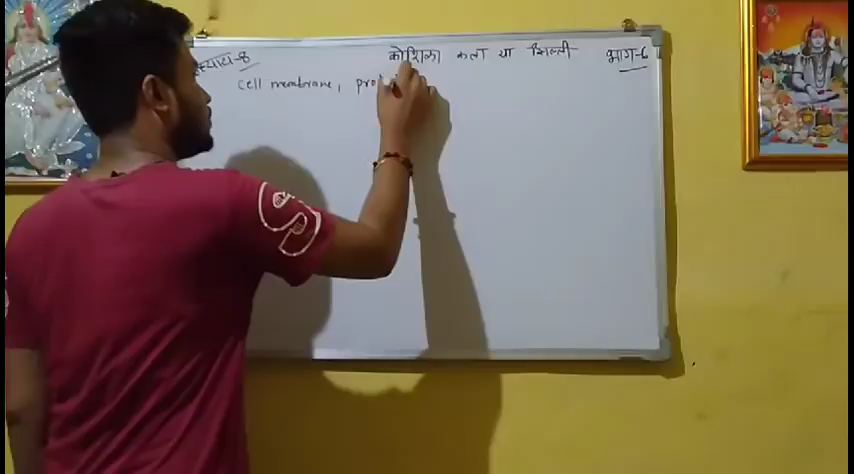 अध्याय-8 कोशिका कला या झिल्ली भाग-6
cell membrane, pro